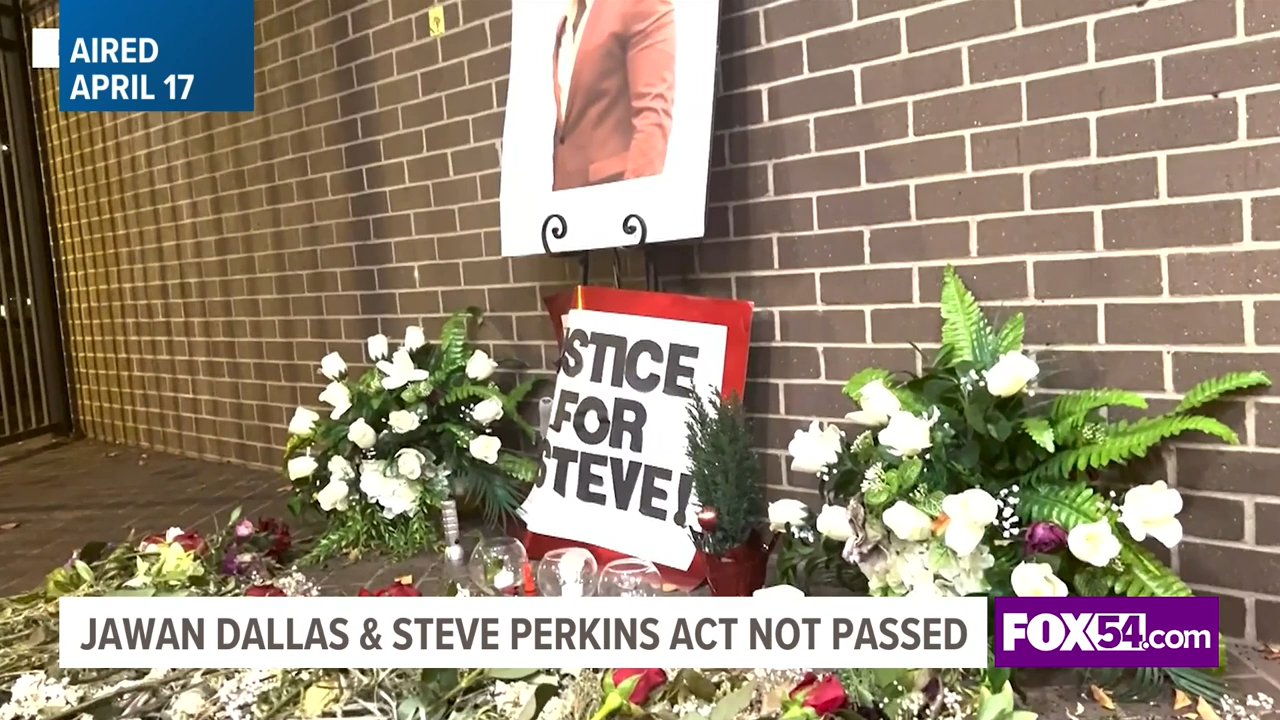 AIRED
APRIL 17
STICE
FOR
STEVE!
JAWAN DALLAS & STEVE PERKINS ACT NOT PASSED
FOX54.com